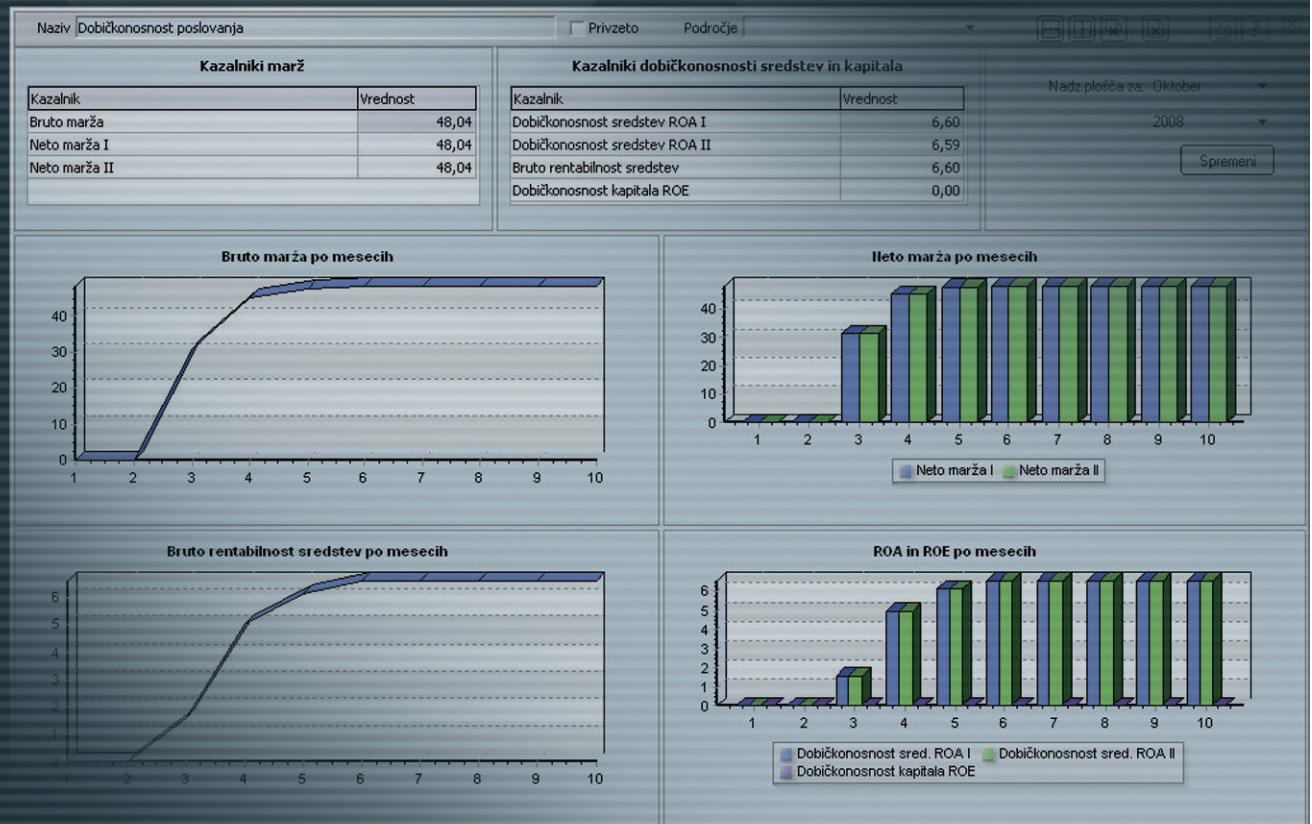 Naziv Dobičkonosnost poslovanja Privzeto Področje
Kazalniki marž
Kazalnik Vrednost
Bruto marža 48,04
Neto marža I 48,04
Neto marža II 48,04
Kazalniki dobičkonosnosti sredstev in kapitala
Kazalnik Vrednost
Dobičkonosnost sredstev ROA I 6,60
Dobičkonosnost sredstev ROA II 6,59
Bruto rentabilnost sredstev 6,60
Dobičkonosnost kapitala ROE 0,00
Nadz.plošča za: Oktober
2008
Spremeni
Bruto marža po mesecih
40
30
20
10
0
1 2 3 4 5 6 7 8 9 10
Neto marža po mesecih
40
30
20
10
0
1 2 3 4 5 6 7 8 9 10
Neto marža I Neto marža II
Bruto rentabilnost sredstev po mesecih
6
5
4
3
2
1
0
1 2 3 4 5 6 7 8 9 10
ROA in ROE po mesecih
6
5
4
3
2
1
0
1 2 3 4 5 6 7 8 9 10
Dobičkonosnost sred. ROA I Dobičkonosnost sred. ROA II
Dobičkonosnost kapitala ROE